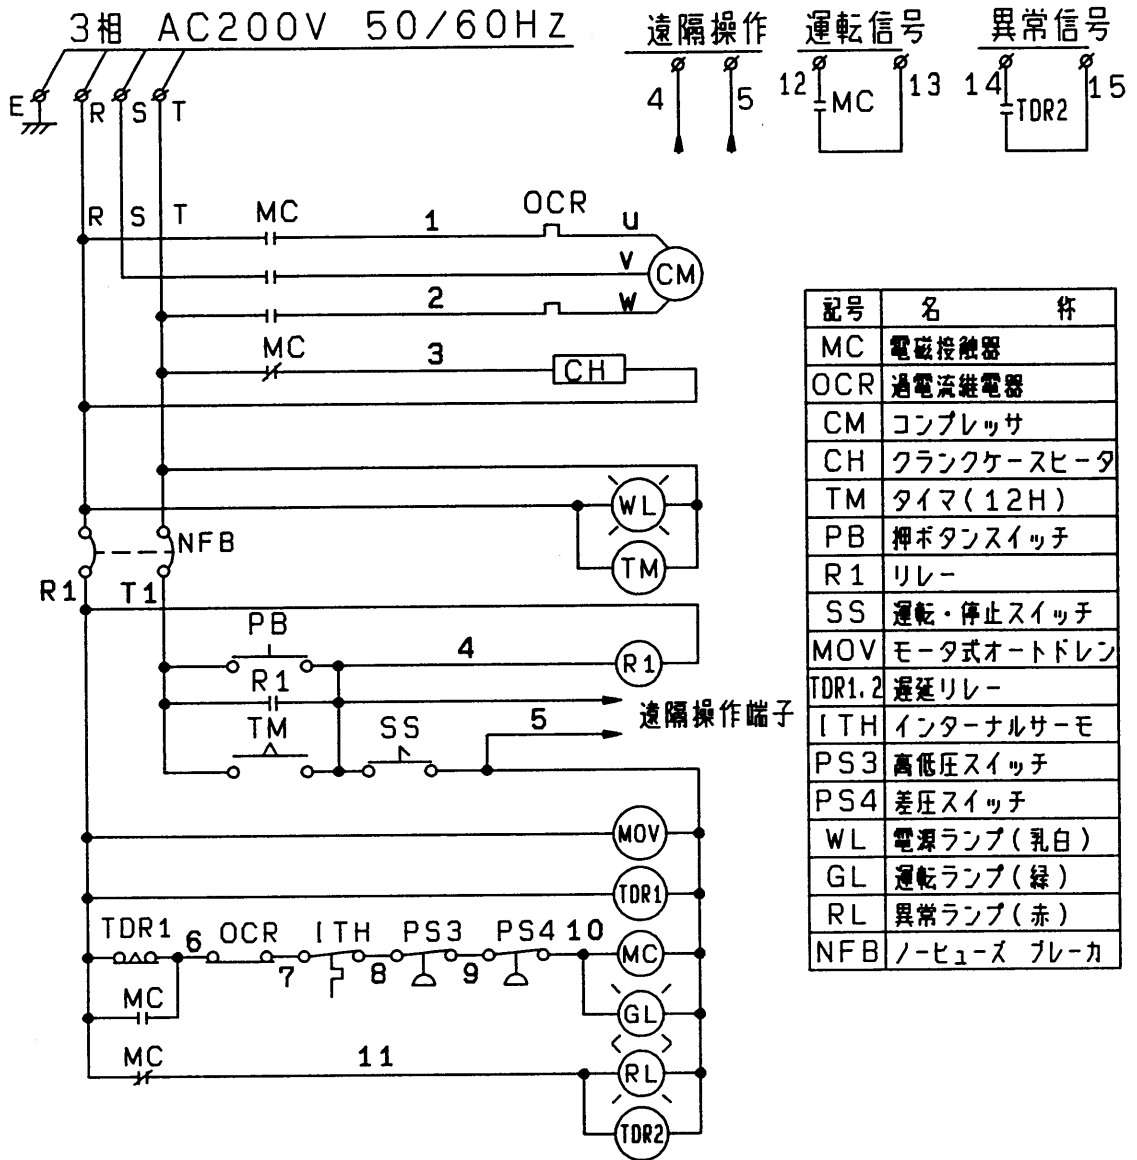 3相 AC200V 50/60Hz
遠隔操作
運転信号
異常信号
E R S T
4 5
12 MC 13
14 TDR2 15
R S T MC 1 OCR U
V CM
2 W
MC 3 CH
WL
NFB
TM
R1 T1
PB 4 R1
R1
遠隔操作端子
TM SS 5
MOV
TDR1
TDR1 6 OCR 7 ITH 8 PS3 9 PS4 10 MC
MC GL
MC 11 RL
TDR2
記号 名 称
MC 電磁接触器
OCR 過電流継電器
CM コンプレッサ
CH クランクケースヒータ
TM タイマ(12H)
PB 押ボタンスイッチ
R1 リレー
SS 運転・停止スイッチ
MOV モータ式オートドレン
TDR1.2 遅延リレー
ITH インターナルサーモ
PS3 高低圧スイッチ
PS4 差圧スイッチ
WL 電源ランプ(乳白)
GL 運転ランプ(緑)
RL 異常ランプ(赤)
NFB ノーヒューズ ブレーカ